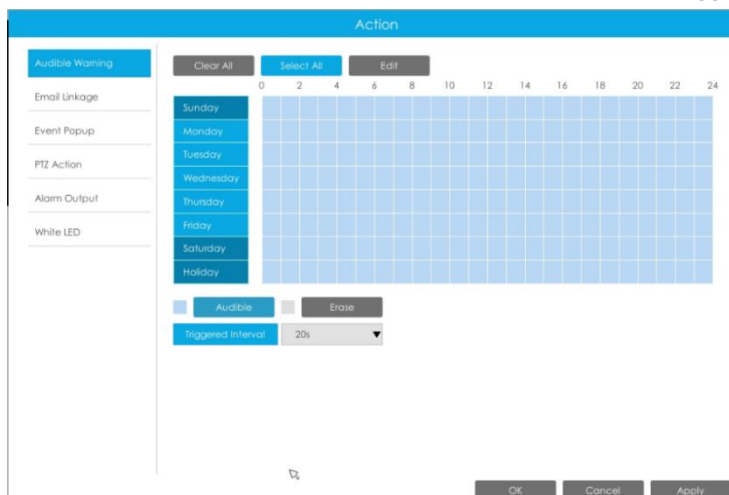 Action
Audible Warning
Email Linkage
Event Popup
PTZ Action
Alarm Output
White LED
Clear All Select All Edit
0 2 4 6 8 10 12 14 16 18 20 22 24
Sunday
Monday
Tuesday
Wednesday
Thursday
Friday
Saturday
Holiday
Audible Erase
Triggered Interval 20s
OK Cancel Apply